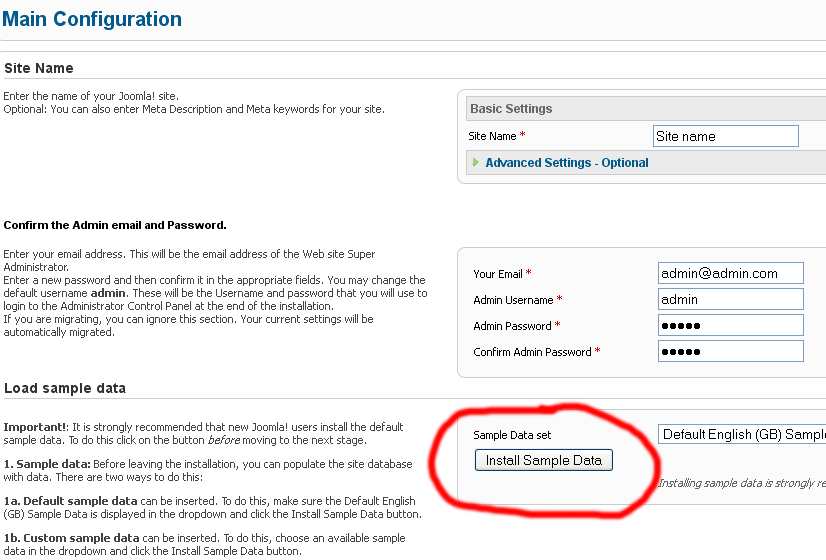 Main Configuration
Site Name
Enter the name of your Joomla! site.
Optional: You can also enter Meta Description and Meta keywords for your site.
Basic Settings
Site Name *
Site name
Advanced Settings - Optional
Confirm the Admin email and Password.
Enter your email address. This will be the email address of the Web site Super
Administrator.
Enter a new password and then confirm it in the appropriate fields. You may change the
default username admin. These will be the Username and password that you will use to
login to the Administrator Control Panel at the end of the installation.
If you are migrating, you can ignore this section. Your current settings will be
automatically migrated.
Your Email *
admin@admin.com
Admin Username *
admin
Admin Password *
●●●●●
Confirm Admin Password *
●●●●●
Load sample data
Important!: It is strongly recommended that new Joomla! users install the default
sample data. To do this click on the button before moving to the next stage.
1. Sample data: Before leaving the installation, you can populate the site database
with data. There are two ways to do this:
1a. Default sample data can be inserted. To do this, make sure the Default English
(GB) Sample Data is displayed in the dropdown and click the Install Sample Data button.
1b. Custom sample data can be inserted. To do this, choose an available sample
data in the dropdown and click the Install Sample Data button.
Sample Data set
Default English (GB) Sample
Install Sample Data
Installing sample data is strongly re